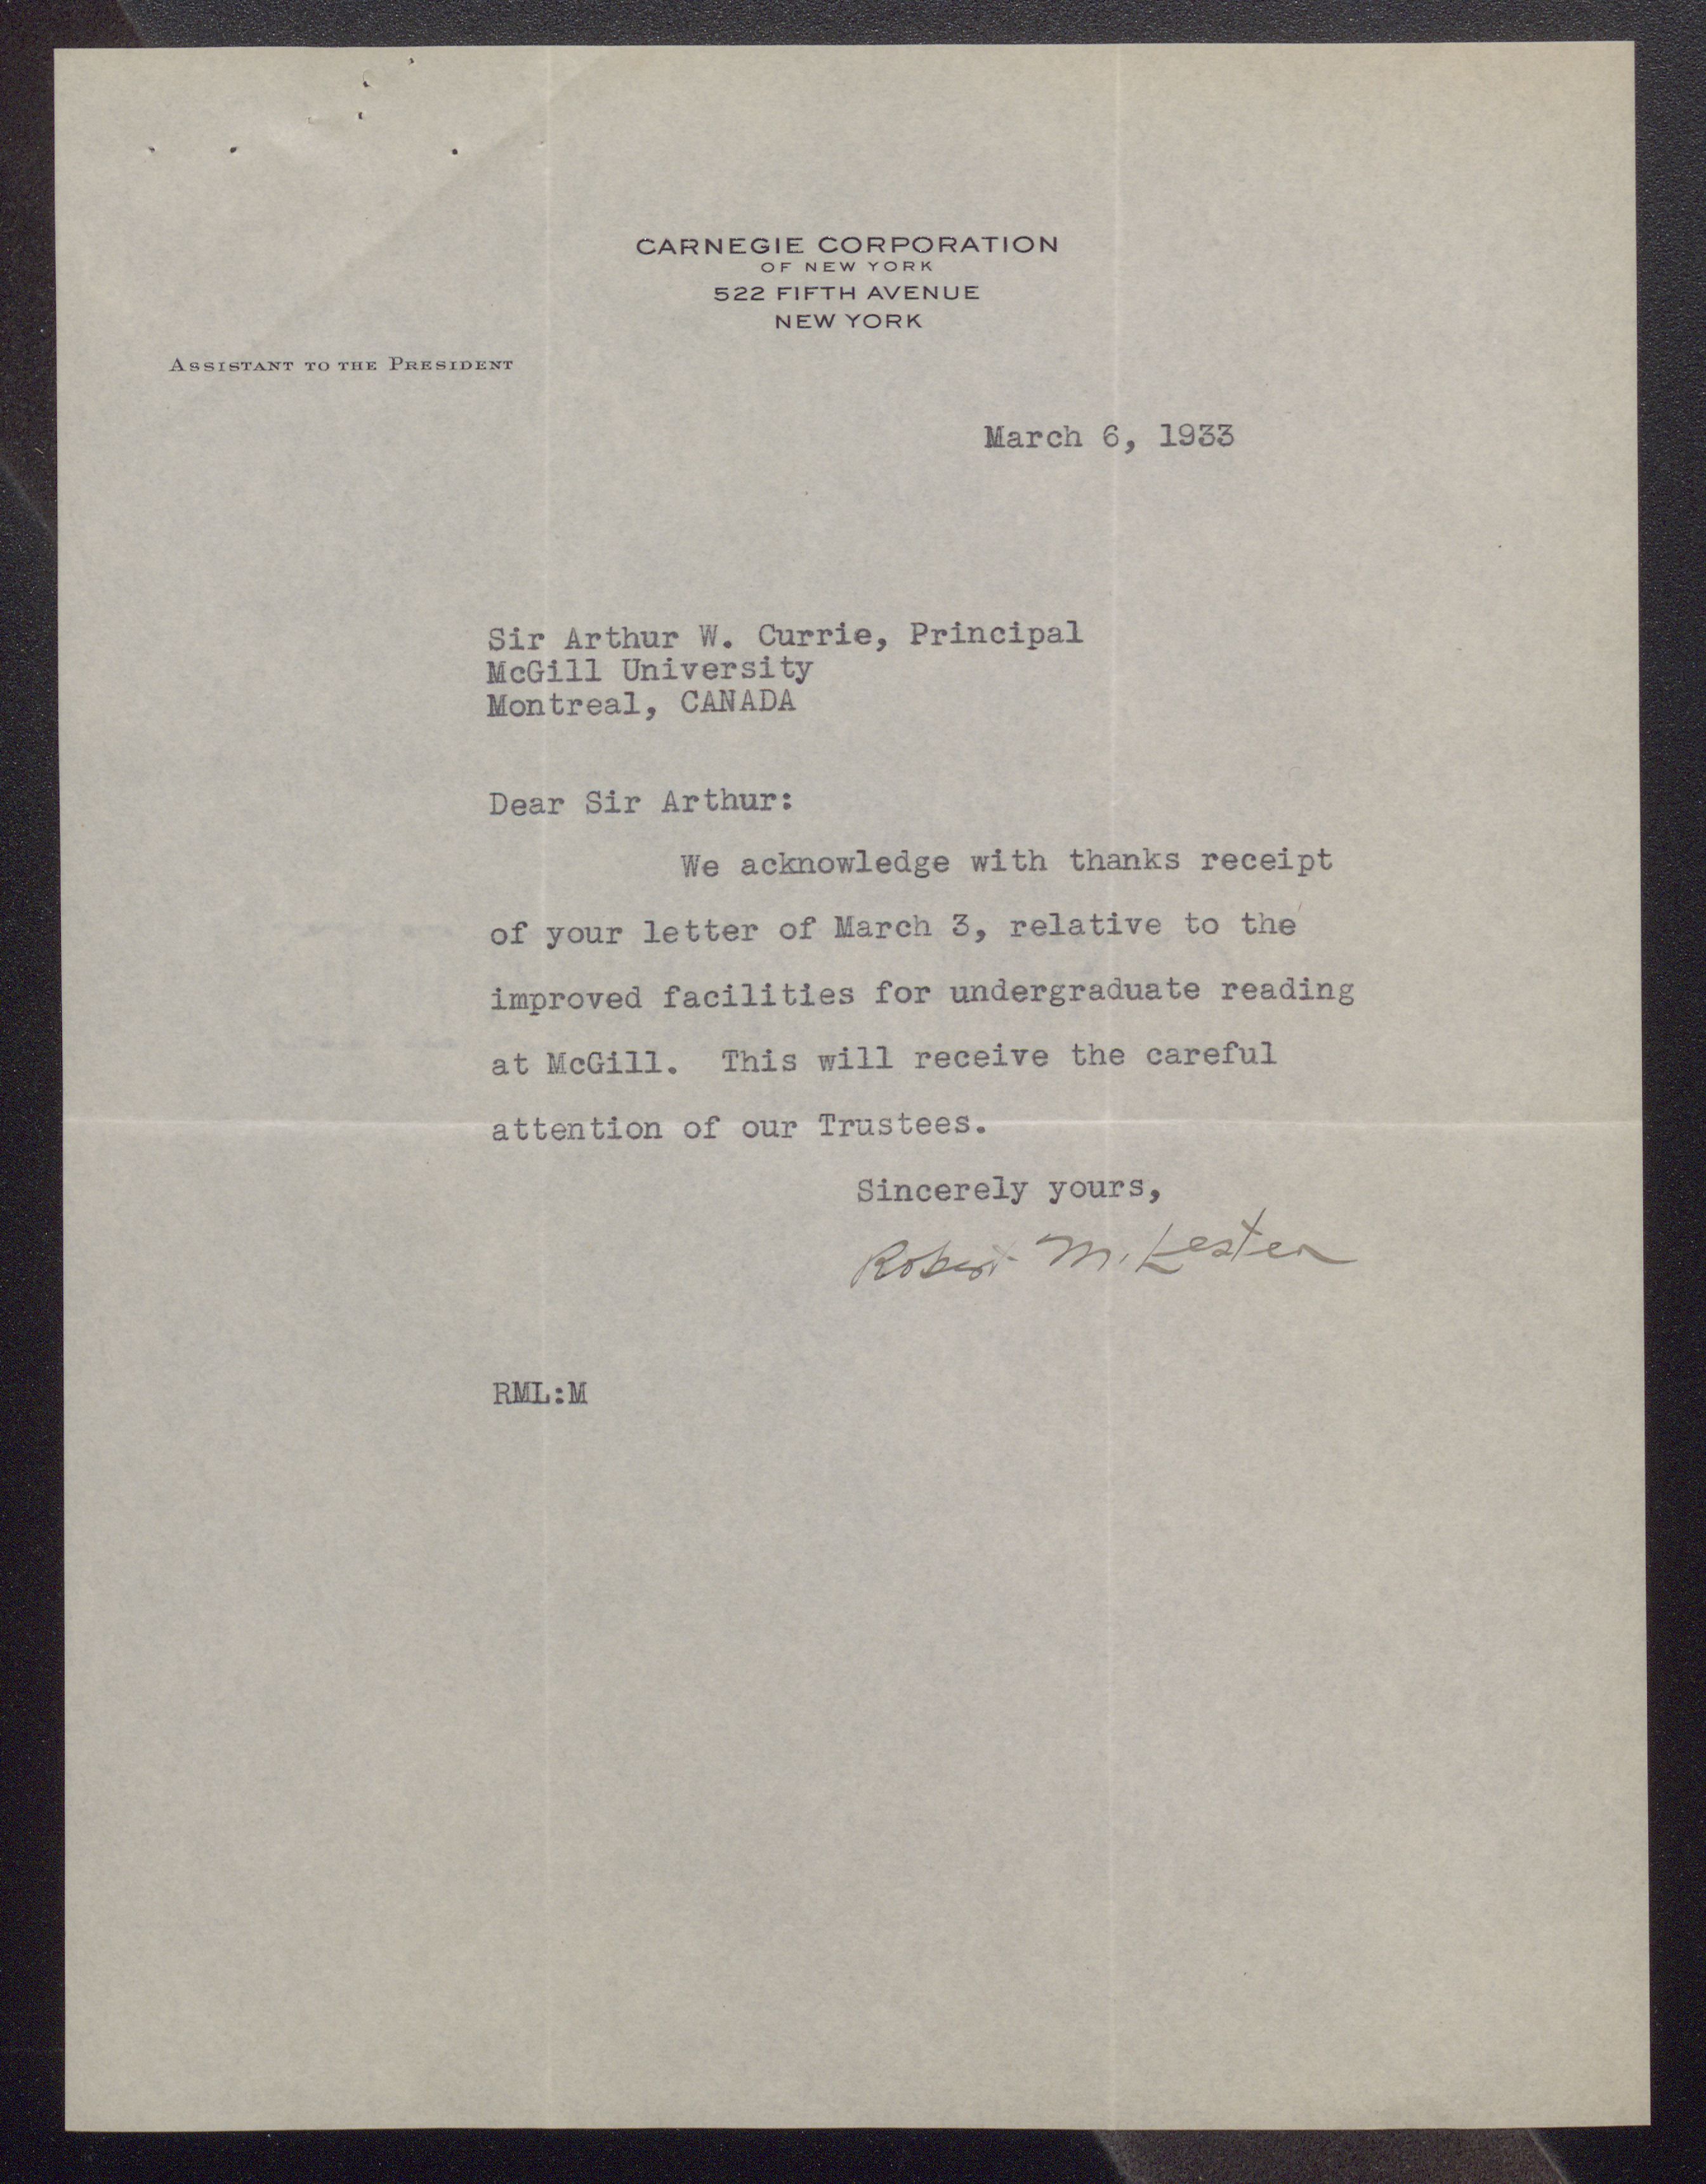 CARNEGIE CORPORATION
OF NEW YORK
522 FIFTH AVENUE
NEW YORK
ASSISTANT TO THE PRESIDENT
March 6, 1933
Sir Arthur W. Currie, Principal
McGill University
Montreal, CANADA
Dear Sir Arthur:
We acknowledge with thanks receipt
of your letter of March 3, relative to the
improved facilities for undergraduate reading
at McGill. This will receive the careful
attention of our Trustees.
Sincerely yours,
Robert M. Lester
RML:M